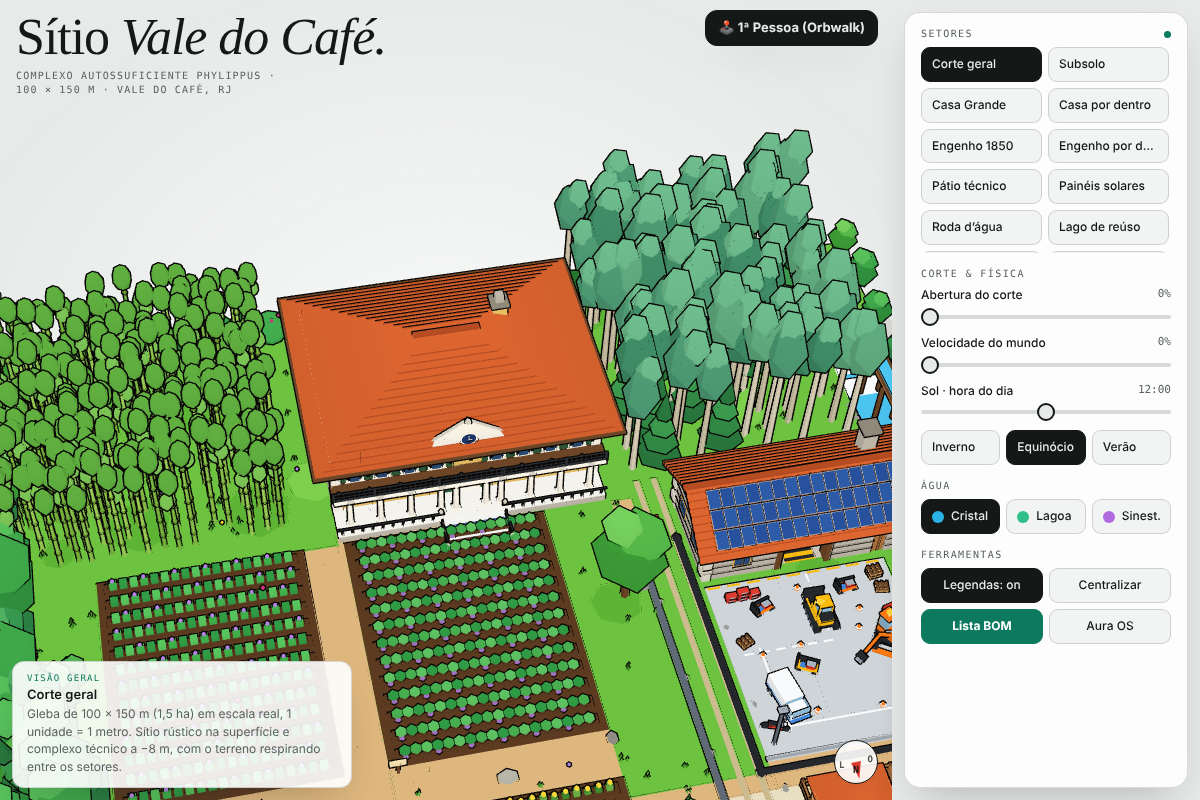 Sítio Vale do Café.
COMPLEXO AUTOSSUFICIENTE PHYLIPPUS ·
100 × 150 M · VALE DO CAFÉ, RJ
🕹️ 1ª Pessoa (Orbwalk)
SETORES
Corte geral
Subsolo
Casa Grande
Casa por dentro
Engenho 1850
Engenho por d...
Pátio técnico
Painéis solares
Roda d'água
Lago de reúso
CORTE & FÍSICA
Abertura do corte 0%
Velocidade do mundo 0%
Sol · hora do dia 12:00
Inverno
Equinócio
Verão
ÁGUA
Cristal
Lagoa
Sinest.
FERRAMENTAS
Legendas: on
Centralizar
Lista BOM
Aura OS
VISÃO GERAL
Corte geral
Gleba de 100 × 150 m (1,5 ha) em escala real, 1
unidade = 1 metro. Sítio rústico na superfície e
complexo técnico a −8 m, com o terreno respirando
entre os setores.
L N O